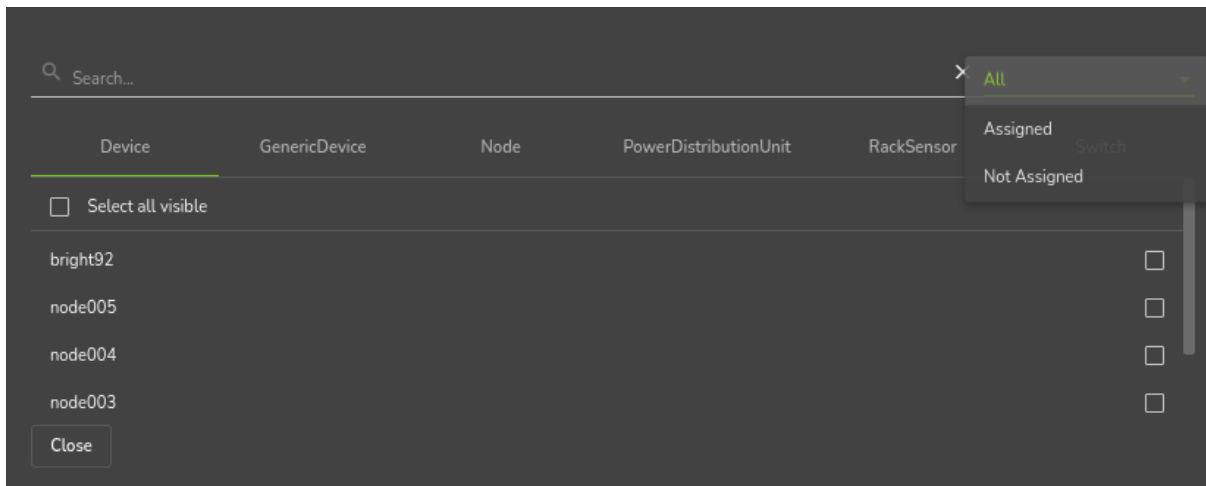 Search...
All
Assigned
Not Assigned
Device GenericDevice Node PowerDistributionUnit RackSensor Switch
Select all visible
bright92
node005
node004
node003
Close